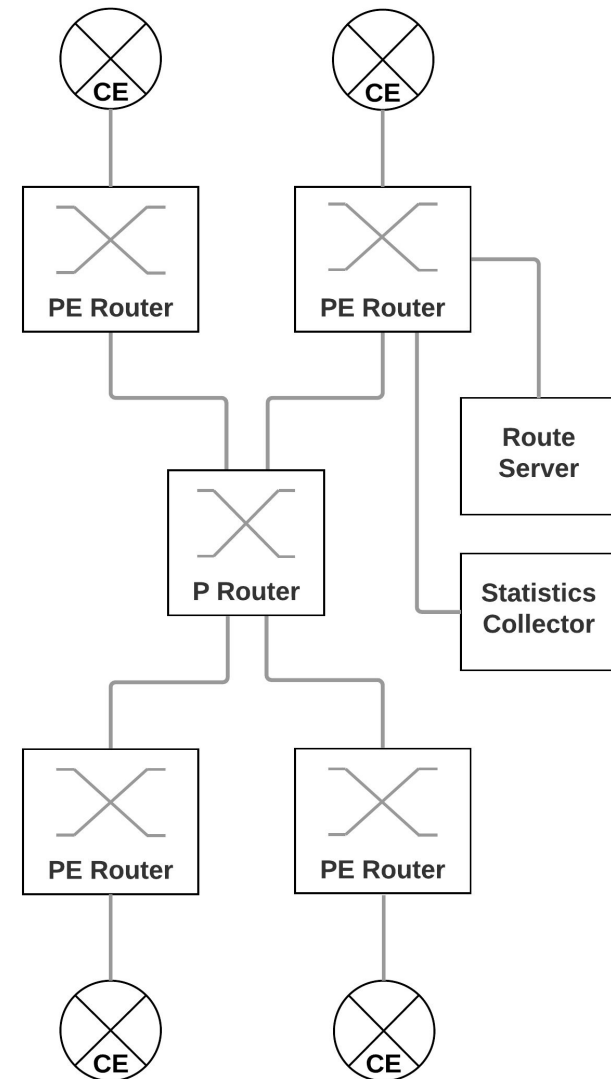 CE
CE
PE Router
PE Router
Route
Server
P Router
Statistics
Collector
PE Router
PE Router
CE
CE